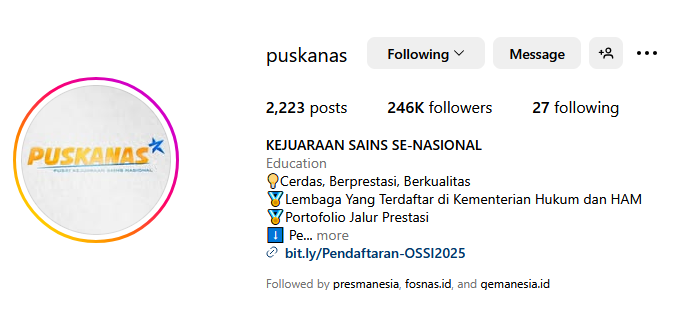 puskanas
Following
Message
2,223 posts
246K followers
27 following
PUSKANAS
PUSAT KEJUARAAN SAINS NASIONAL
KEJUARAAN SAINS SE-NASIONAL
Education
💡Cerdas, Berprestasi, Berkualitas
🏅Lembaga Yang Terdaftar di Kementerian Hukum dan HAM
🏅Portofolio Jalur Prestasi
⬇️ Pe... more
bit.ly/Pendaftaran-OSSI2025
Followed by presmanesia, fosnas.id, and gemanesia.id